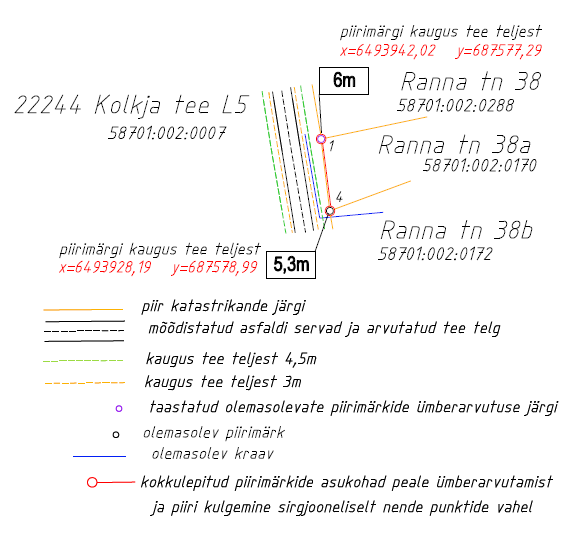 piirimärgi kaugus tee teljest
x=6493942,02 y=687577,29
6m
Ranna tn 38
58701:002:0288
22244 Kolkja tee L5
58701:002:0007
1
Ranna tn 38a
58701:002:0170
4
Ranna tn 38b
58701:002:0172
piirimärgi kaugus tee teljest
x=6493928,19 y=687578,99
5,3m
piir katastrikande järgi
mõõdistatud asfaldi servad ja arvutatud tee telg
kaugus tee teljest 4,5m
kaugus tee teljest 3m
taastatud olemasolevate piirimärkide ümberarvutuse järgi
olemasolev piirimärk
olemasolev kraav
kokkulepitud piirimärkide asukohad peale ümberarvutamist
ja piiri kulgemine sirgjooneliselt nende punktide vahel